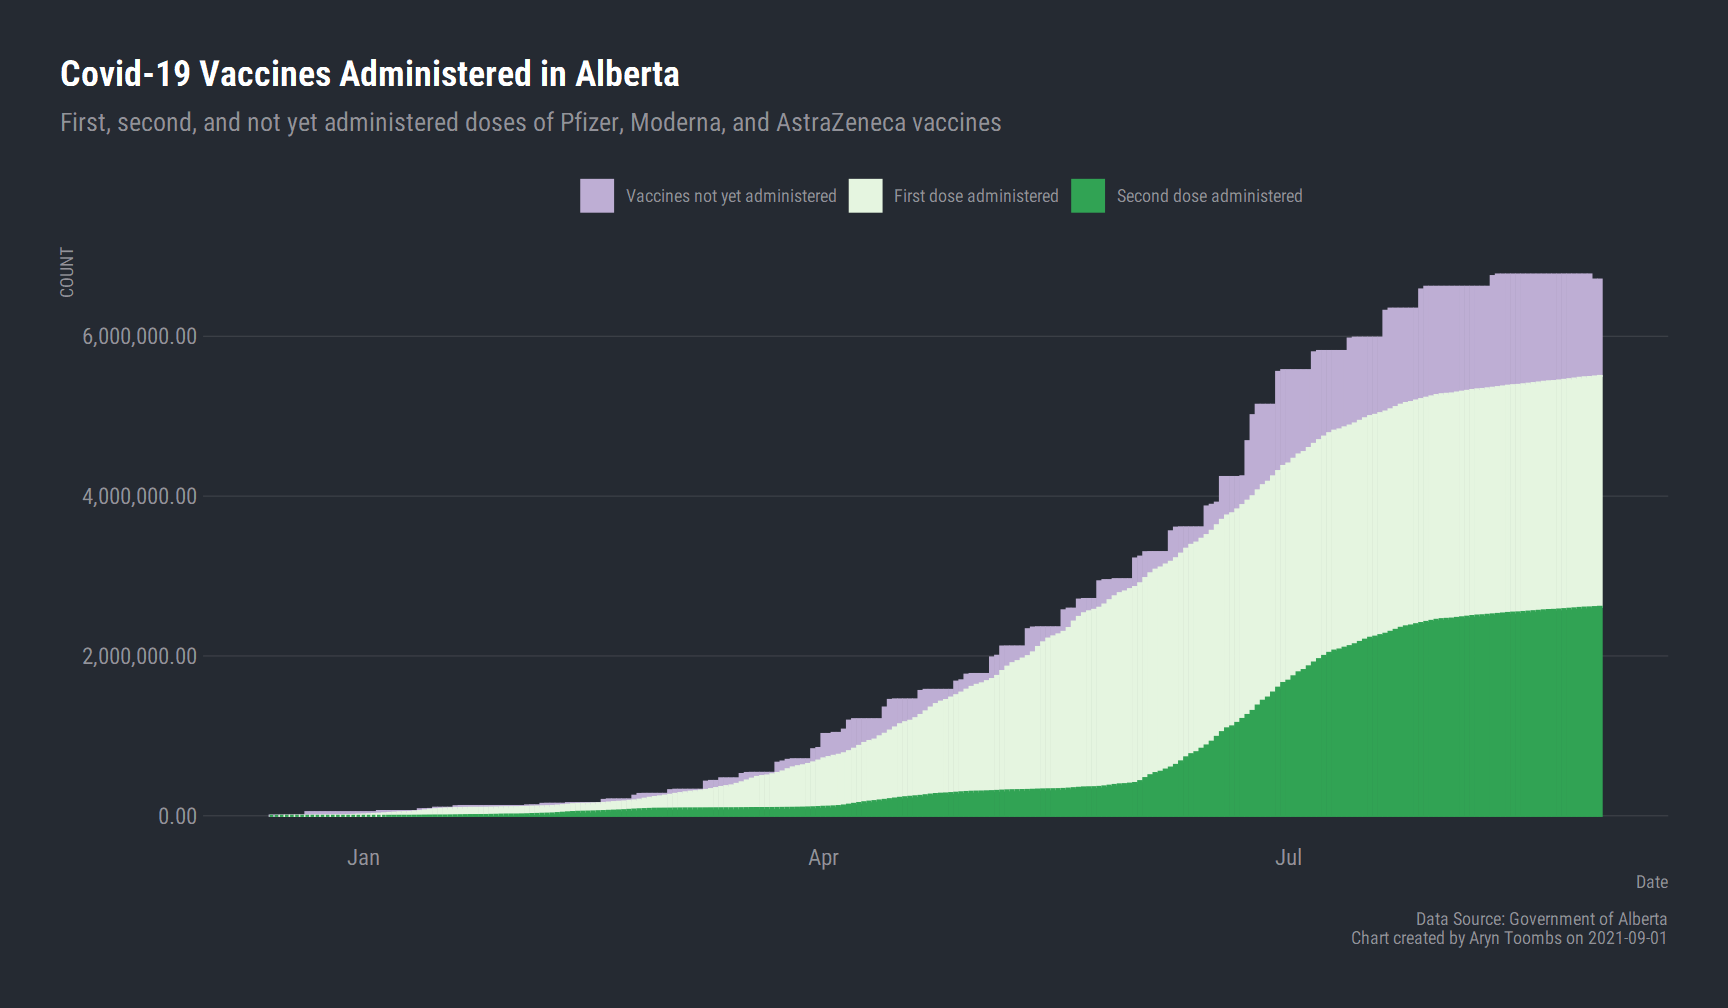 Covid-19 Vaccines Administered in Alberta
First, second, and not yet administered doses of Pfizer, Moderna, and AstraZeneca vaccines
Vaccines not yet administered
First dose administered
Second dose administered
COUNT
6,000,000.00
4,000,000.00
2,000,000.00
0.00
Jan
Apr
Jul
Date
Data Source: Government of Alberta
Chart created by Aryn Toombs on 2021-09-01